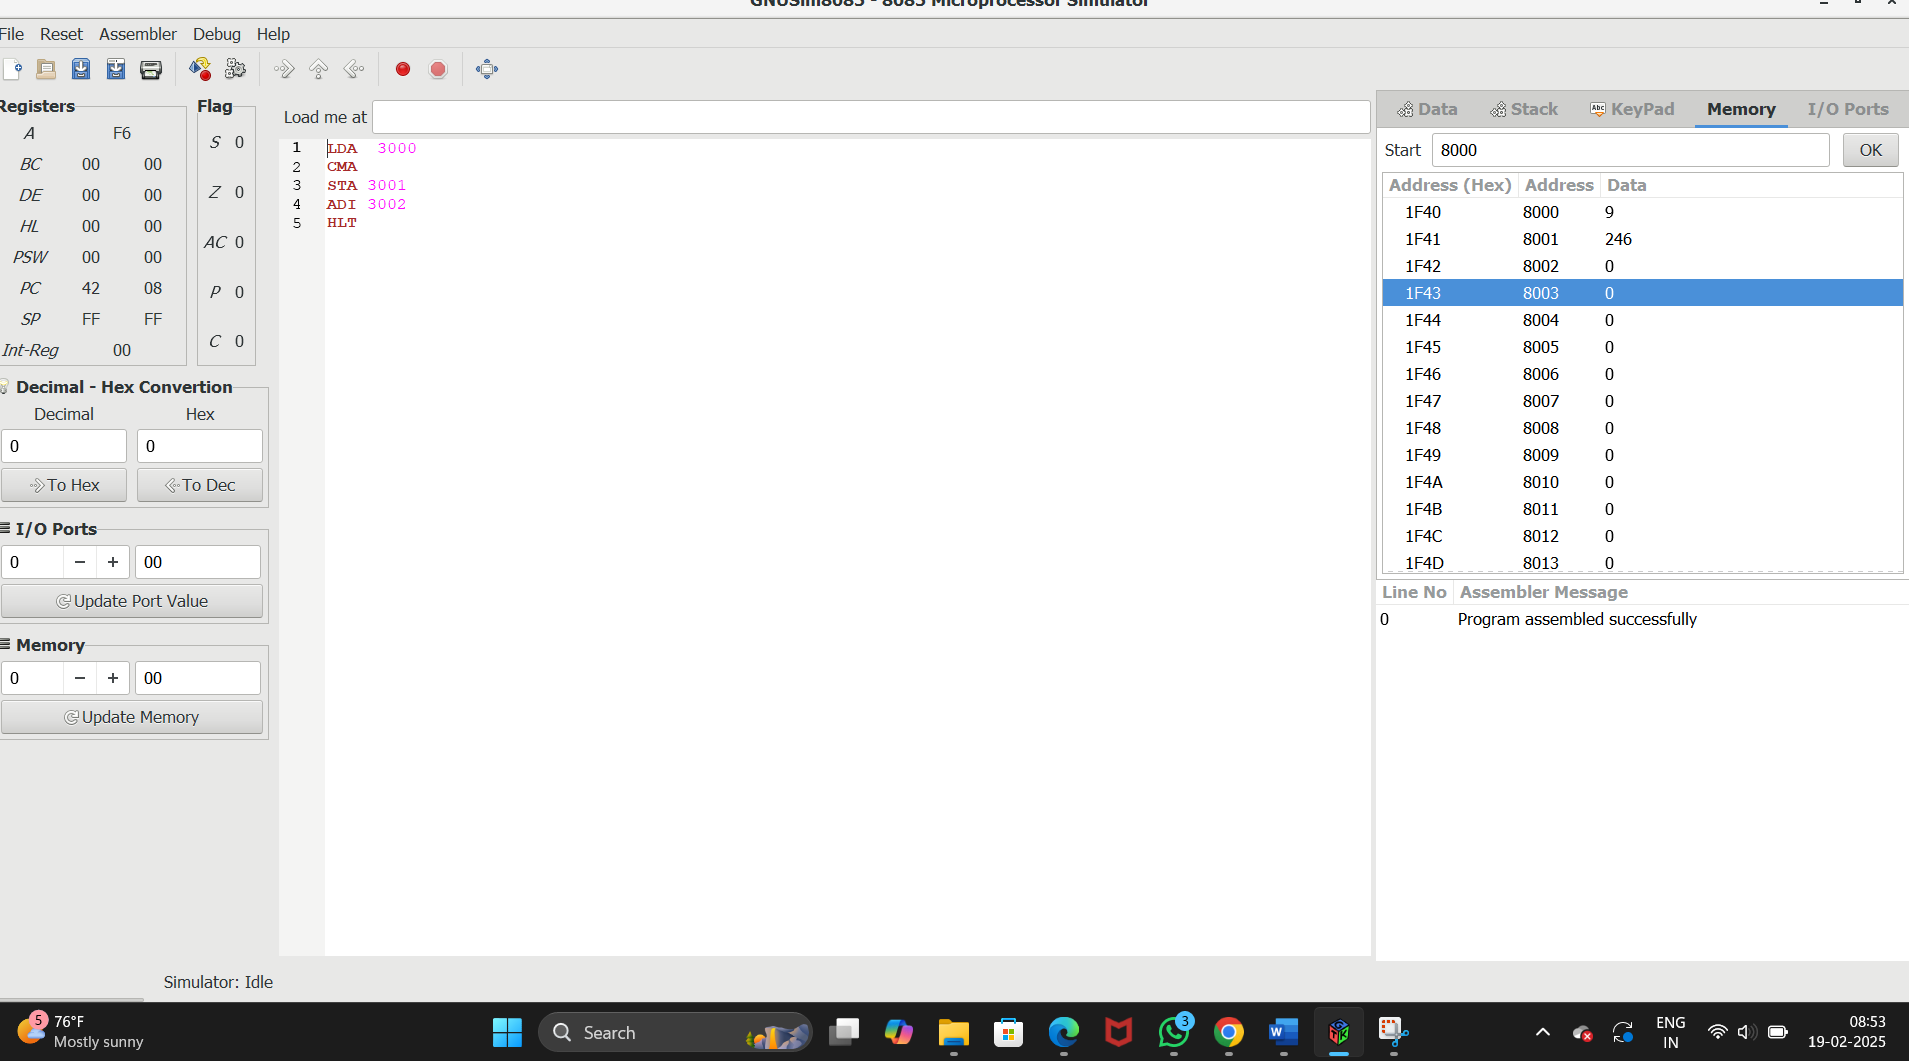 GNUSim8085 - 8085 Microprocessor Simulator
File Reset Assembler Debug Help
Registers
A F6
BC 00 00
DE 00 00
HL 00 00
PSW 00 00
PC 42 08
SP FF FF
Int-Reg 00
Flag
S 0
Z 0
AC 0
P 0
C 0
Decimal - Hex Convertion
Decimal Hex
0 0
To Hex To Dec
I/O Ports
0 − + 00
Update Port Value
Memory
0 − + 00
Update Memory
Load me at
1 LDA 3000
2 CMA
3 STA 3001
4 ADI 3002
5 HLT
Data Stack Abc KeyPad Memory I/O Ports
Start 8000 OK
Address (Hex) Address Data
1F40 8000 9
1F41 8001 246
1F42 8002 0
1F43 8003 0
1F44 8004 0
1F45 8005 0
1F46 8006 0
1F47 8007 0
1F48 8008 0
1F49 8009 0
1F4A 8010 0
1F4B 8011 0
1F4C 8012 0
1F4D 8013 0
Line No Assembler Message
0 Program assembled successfully
Simulator: Idle
5 76°F
Mostly sunny
Search
3
W
ENG
IN
08:53
19-02-2025